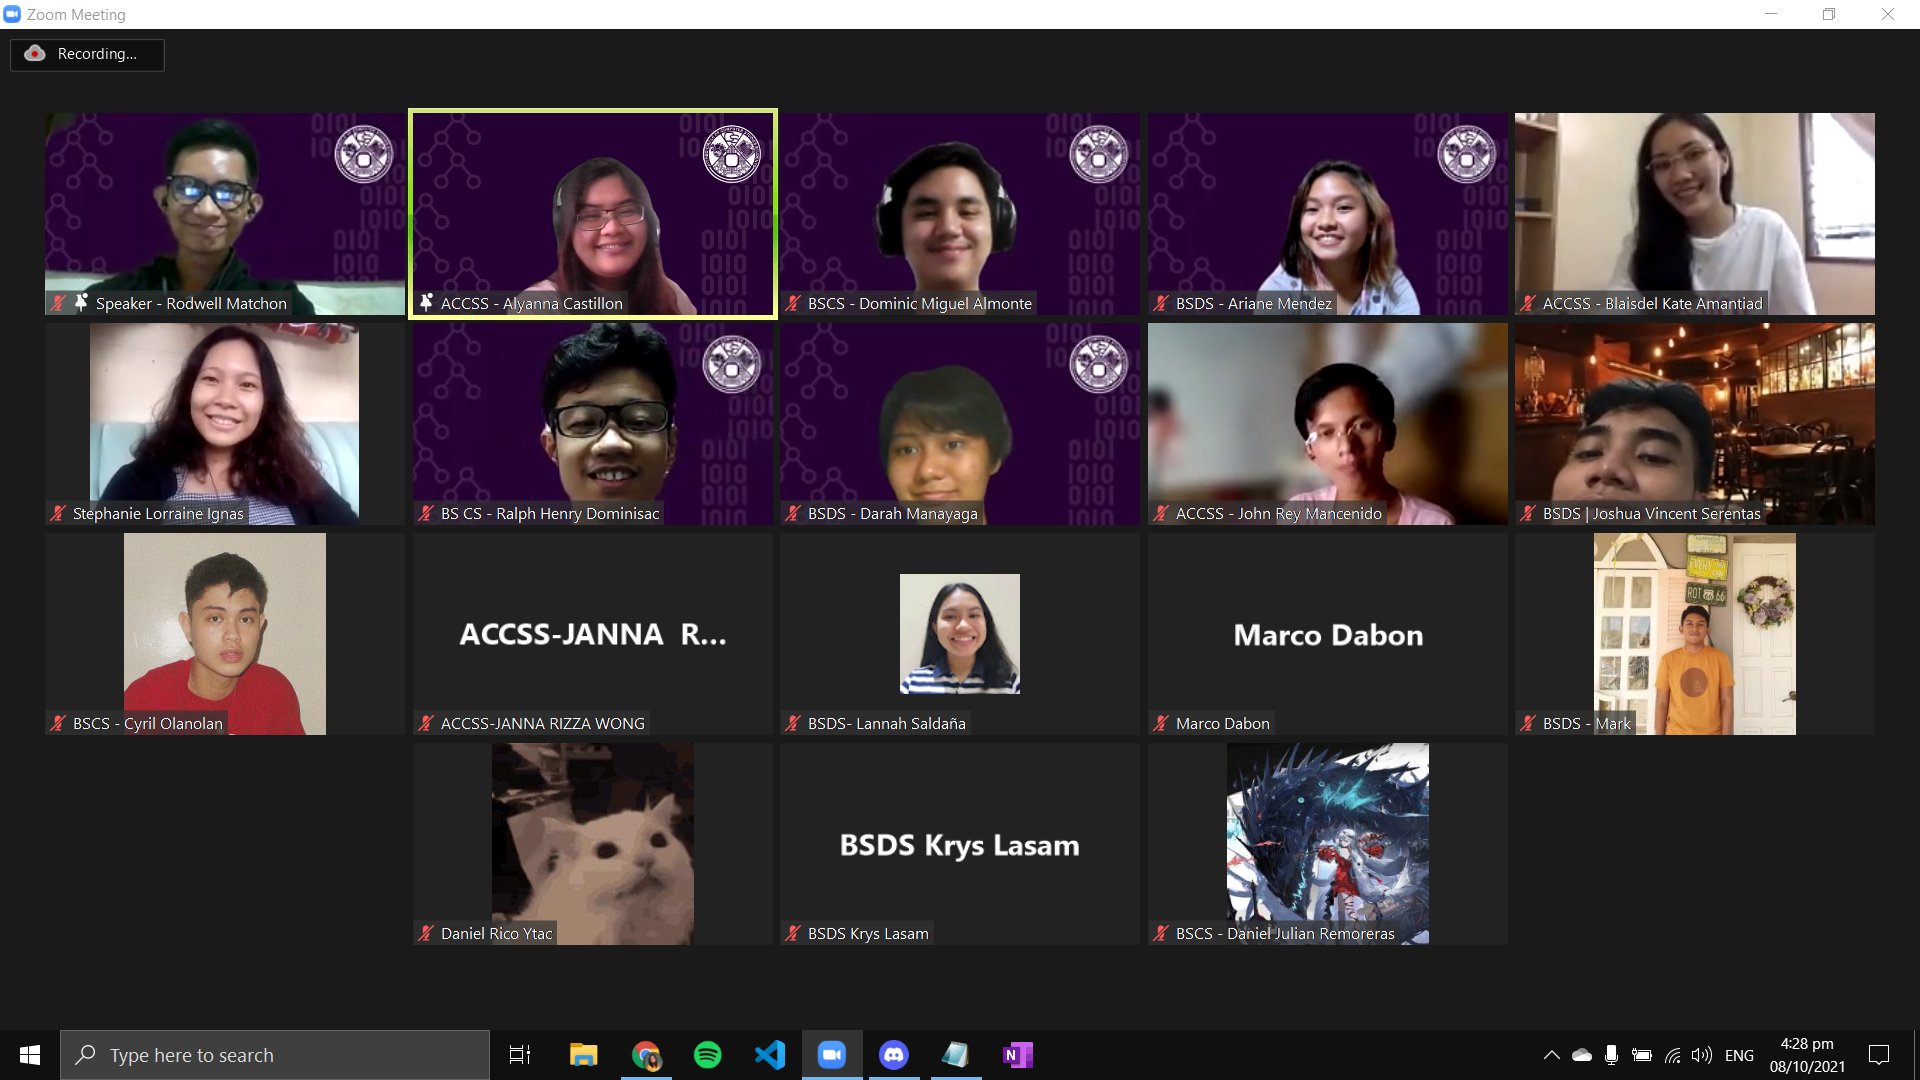 Zoom Meeting
Recording...
Speaker - Rodwell Matchon
ACCSS - Alyanna Castillon
BSCS - Dominic Miguel Almonte
BSDS - Ariane Mendez
ACCSS - Blaisdel Kate Amantiad
Stephanie Lorraine Ignas
BS CS - Ralph Henry Dominisac
BSDS - Darah Manayaga
ACCSS - John Rey Mancenido
BSDS | Joshua Vincent Serentas
BSCS - Cyril Olanolan
ACCSS-JANNA R...
ACCSS-JANNA RIZZA WONG
BSDS- Lannah Saldaña
Marco Dabon
Marco Dabon
ROT 66
BSDS - Mark
Daniel Rico Ytac
BSDS Krys Lasam
BSDS Krys Lasam
BSCS - Daniel Julian Remoreras
Type here to search
N
ENG
4:28 pm
08/10/2021